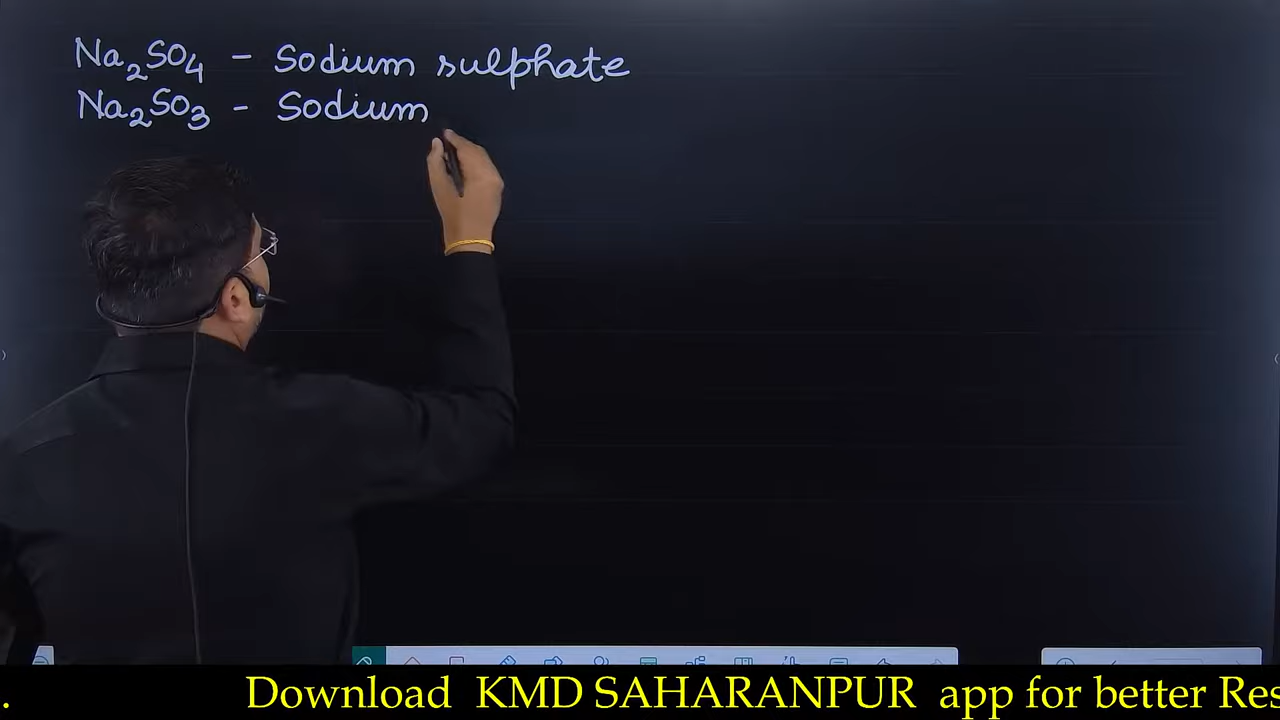 Na₂SO₄ - Sodium sulphate
Na₂SO₃ - Sodium
. Download KMD SAHARANPUR app for better Res